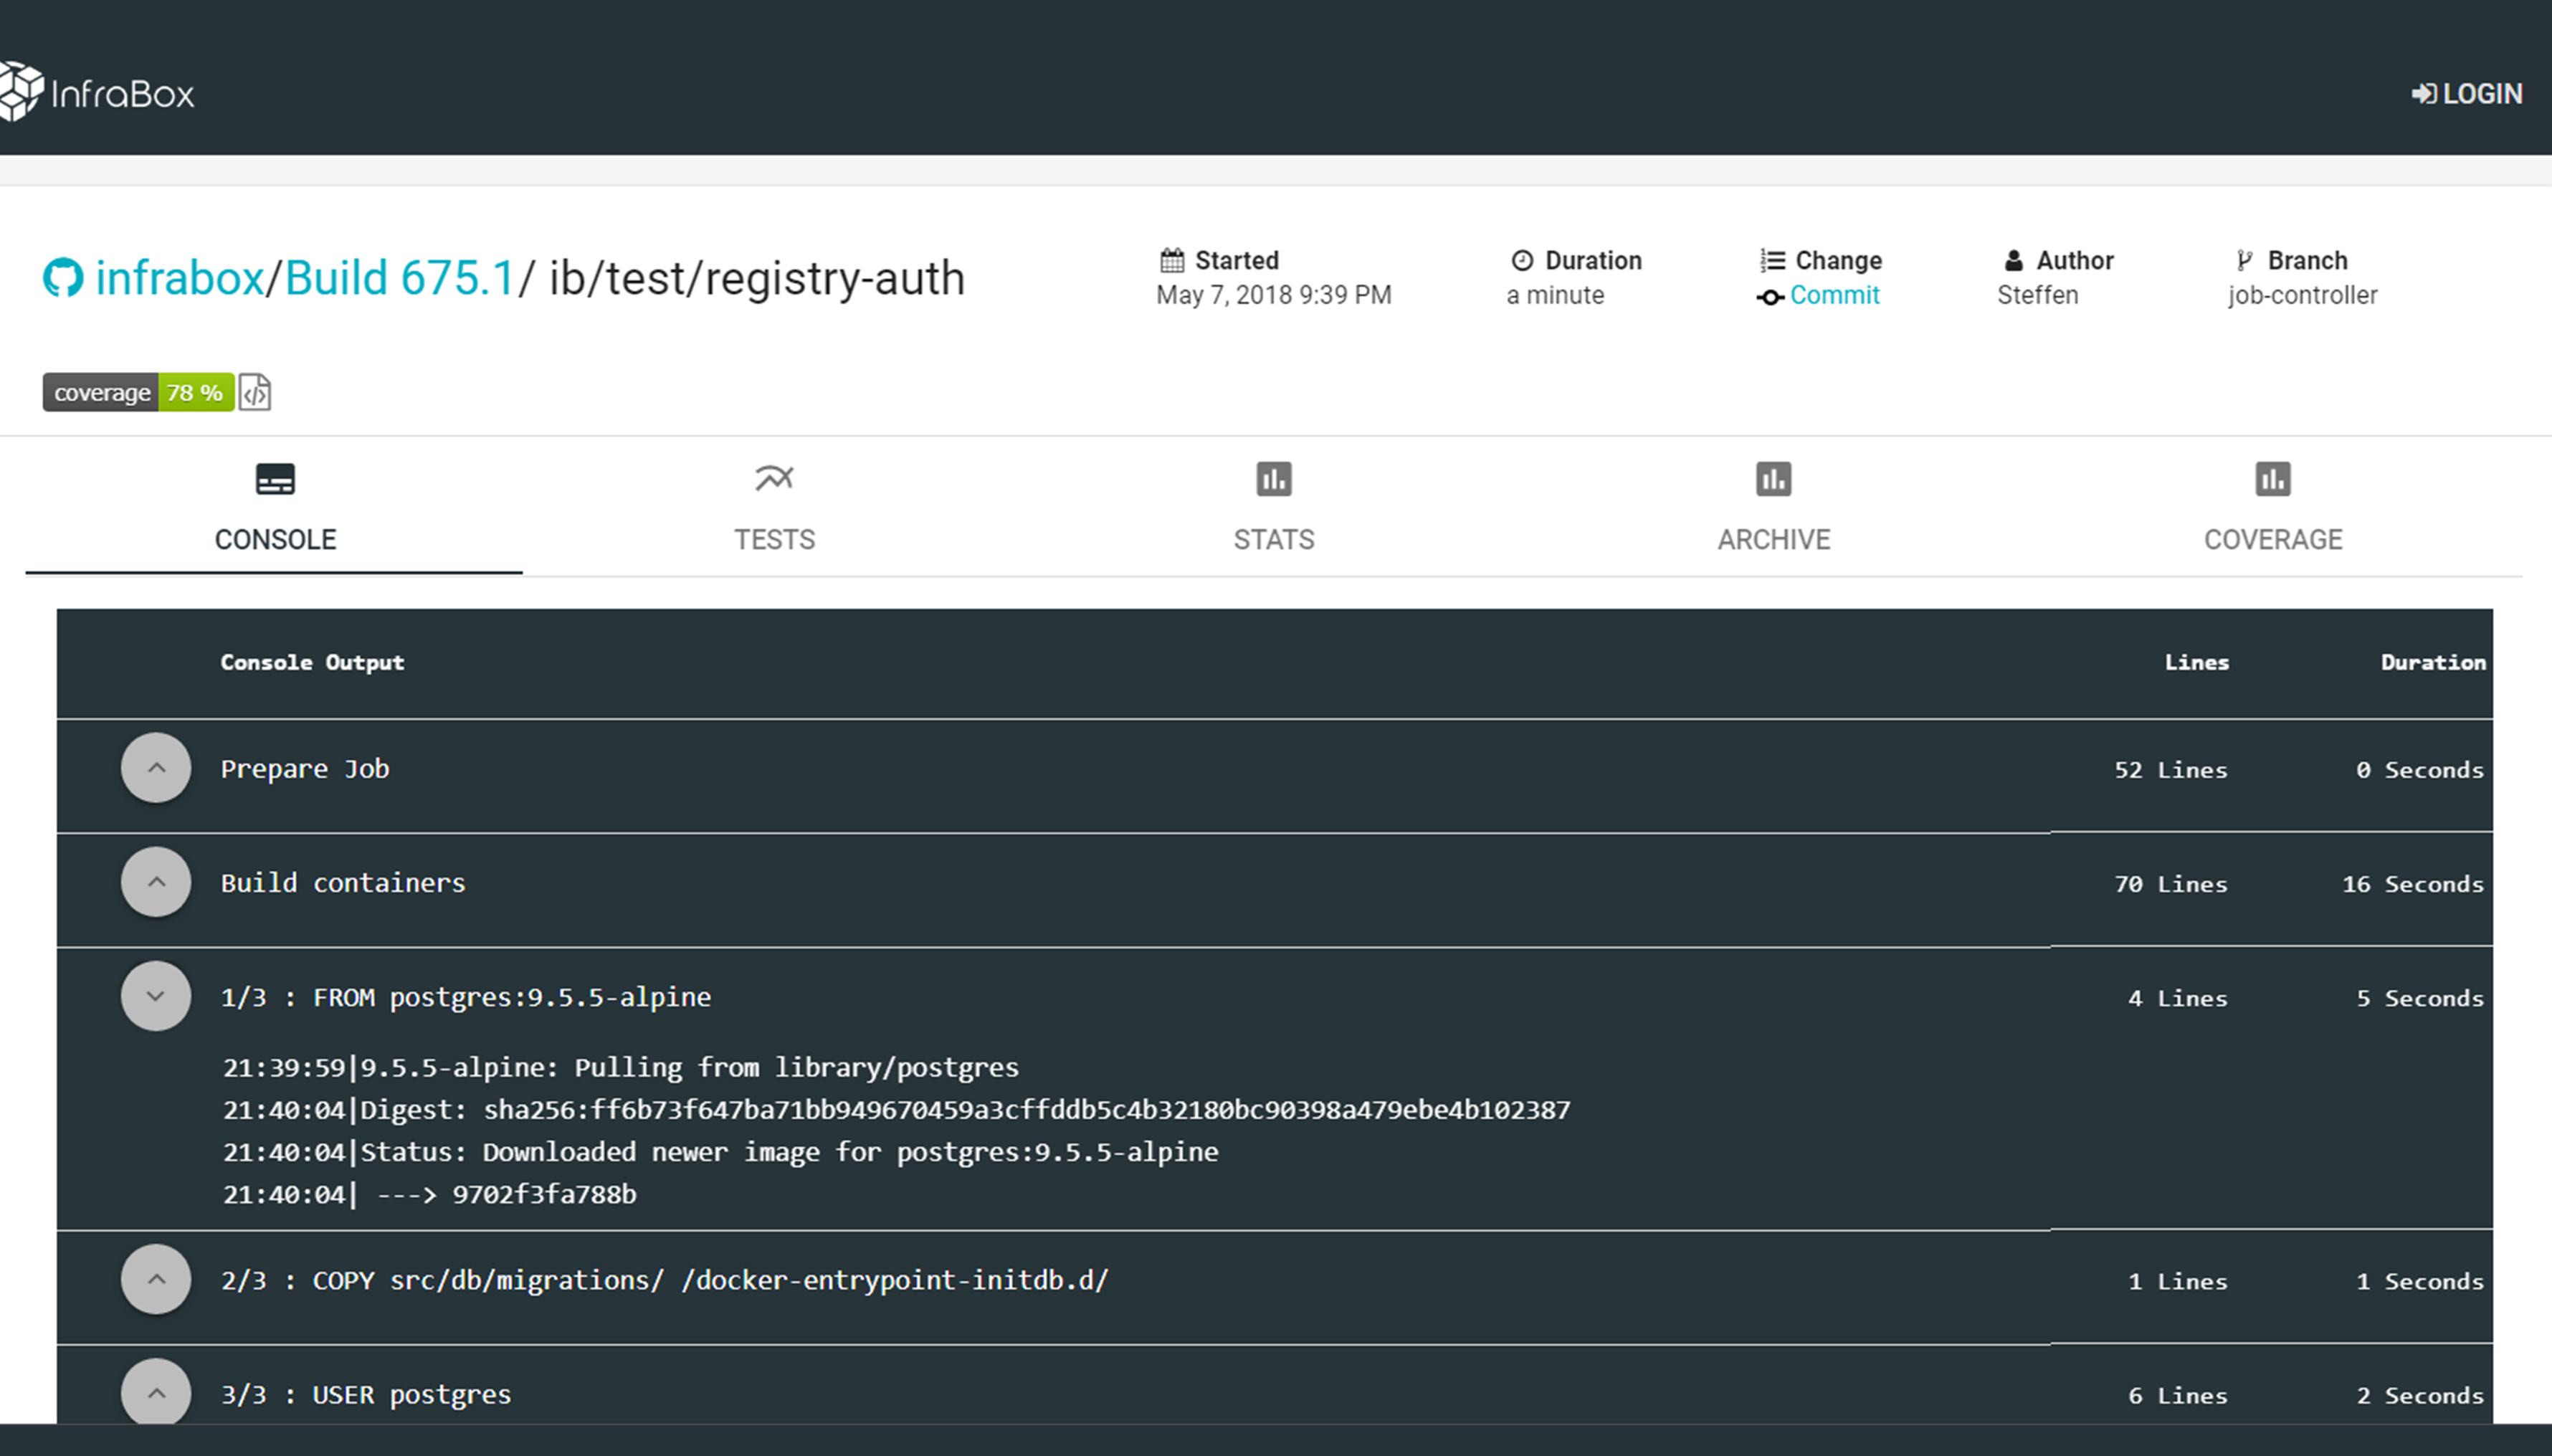 InfraBox
LOGIN
infrabox/Build 675.1/ ib/test/registry-auth
Started
May 7, 2018 9:39 PM
Duration
a minute
Change
Commit
Author
Steffen
Branch
job-controller
coverage 78 %
CONSOLE
TESTS
STATS
ARCHIVE
COVERAGE
Console Output Lines Duration
Prepare Job 52 Lines 0 Seconds
Build containers 70 Lines 16 Seconds
1/3 : FROM postgres:9.5.5-alpine 4 Lines 5 Seconds
21:39:59|9.5.5-alpine: Pulling from library/postgres
21:40:04|Digest: sha256:ff6b73f647ba71bb949670459a3cffddb5c4b32180bc90398a479ebe4b102387
21:40:04|Status: Downloaded newer image for postgres:9.5.5-alpine
21:40:04| ---> 9702f3fa788b
2/3 : COPY src/db/migrations/ /docker-entrypoint-initdb.d/ 1 Lines 1 Seconds
3/3 : USER postgres 6 Lines 2 Seconds